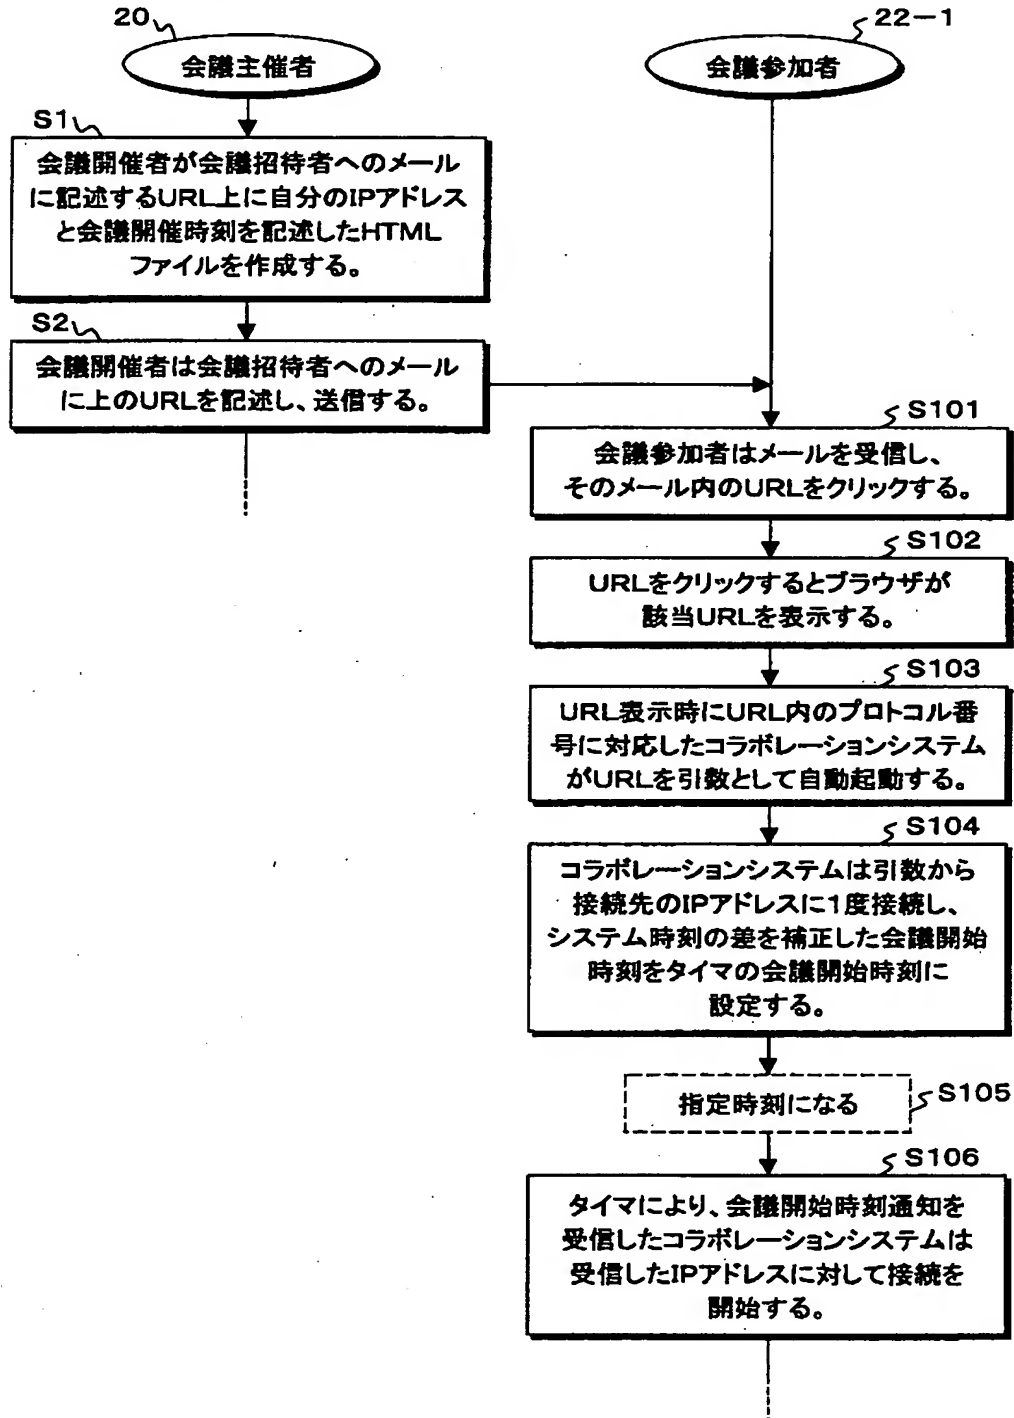 20
会議主催者
S1
会議開催者が会議招待者へのメール
に記述するURL上に自分のIPアドレス
と会議開催時刻を記述したHTML
ファイルを作成する。
S2
会議開催者は会議招待者へのメール
に上のURLを記述し、送信する。
22-1
会議参加者
S101
会議参加者はメールを受信し、
そのメール内のURLをクリックする。
S102
URLをクリックするとブラウザが
該当URLを表示する。
S103
URL表示時にURL内のプロトコル番
号に対応したコラボレーションシステム
がURLを引数として自動起動する。
S104
コラボレーションシステムは引数から
接続先のIPアドレスに1度接続し、
システム時刻の差を補正した会議開始
時刻をタイマの会議開始時刻に
設定する。
S105
指定時刻になる
S106
タイマにより、会議開始時刻通知を
受信したコラボレーションシステムは
受信したIPアドレスに対して接続を
開始する。